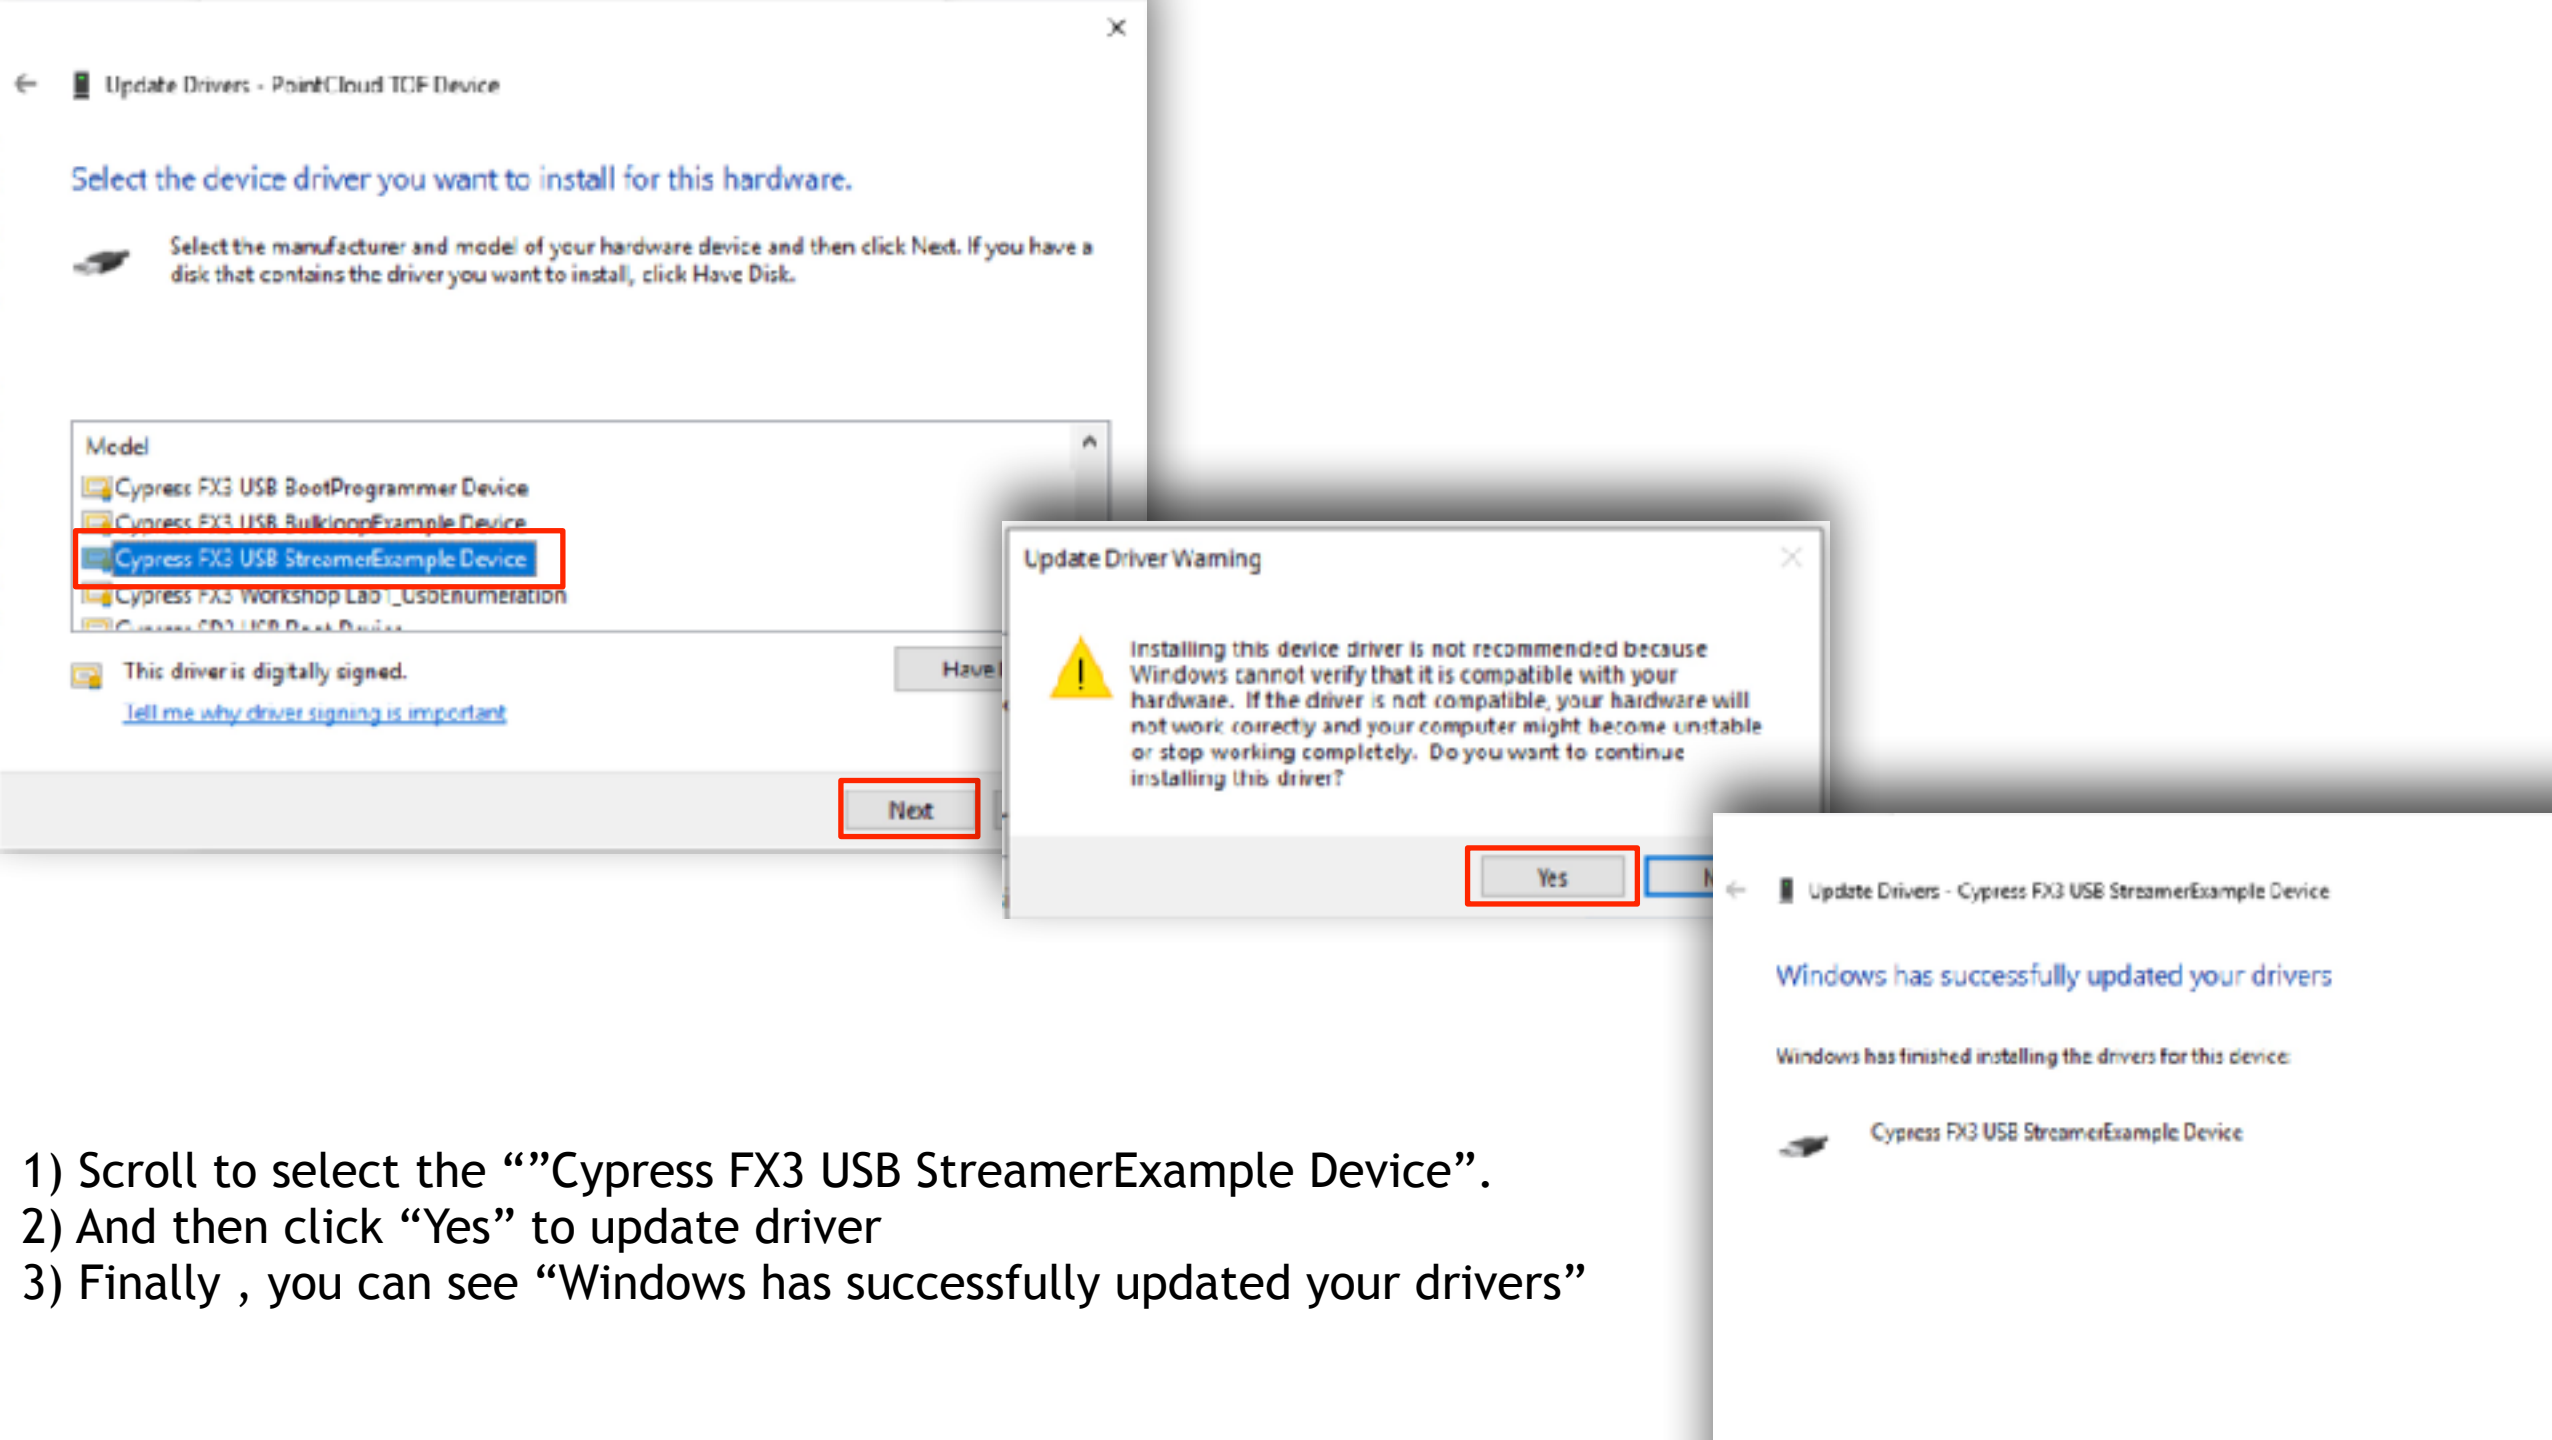 Update Drivers - PointCloud TOF Device
Select the device driver you want to install for this hardware.
Select the manufacturer and model of your hardware device and then click Next. If you have a
disk that contains the driver you want to install, click Have Disk.
Model
Cypress FX3 USB BootProgrammer Device
Cypress FX3 USB BulkloopExample Device
Cypress FX3 USB StreamerExample Device
Cypress FX3 Workshop Lab1_UsbEnumeration
This driver is digitally signed.
Have
Tell me why driver signing is important
Next
Update Driver Warning
Installing this device driver is not recommended because
Windows cannot verify that it is compatible with your
hardware. If the driver is not compatible, your hardware will
not work correctly and your computer might become unstable
or stop working completely. Do you want to continue
installing this driver?
Yes
Update Drivers - Cypress FX3 USB StreamerExample Device
Windows has successfully updated your drivers
Windows has finished installing the drivers for this device:
Cypress FX3 USB StreamerExample Device
1) Scroll to select the “”Cypress FX3 USB StreamerExample Device”.
2) And then click “Yes” to update driver
3) Finally , you can see “Windows has successfully updated your drivers”